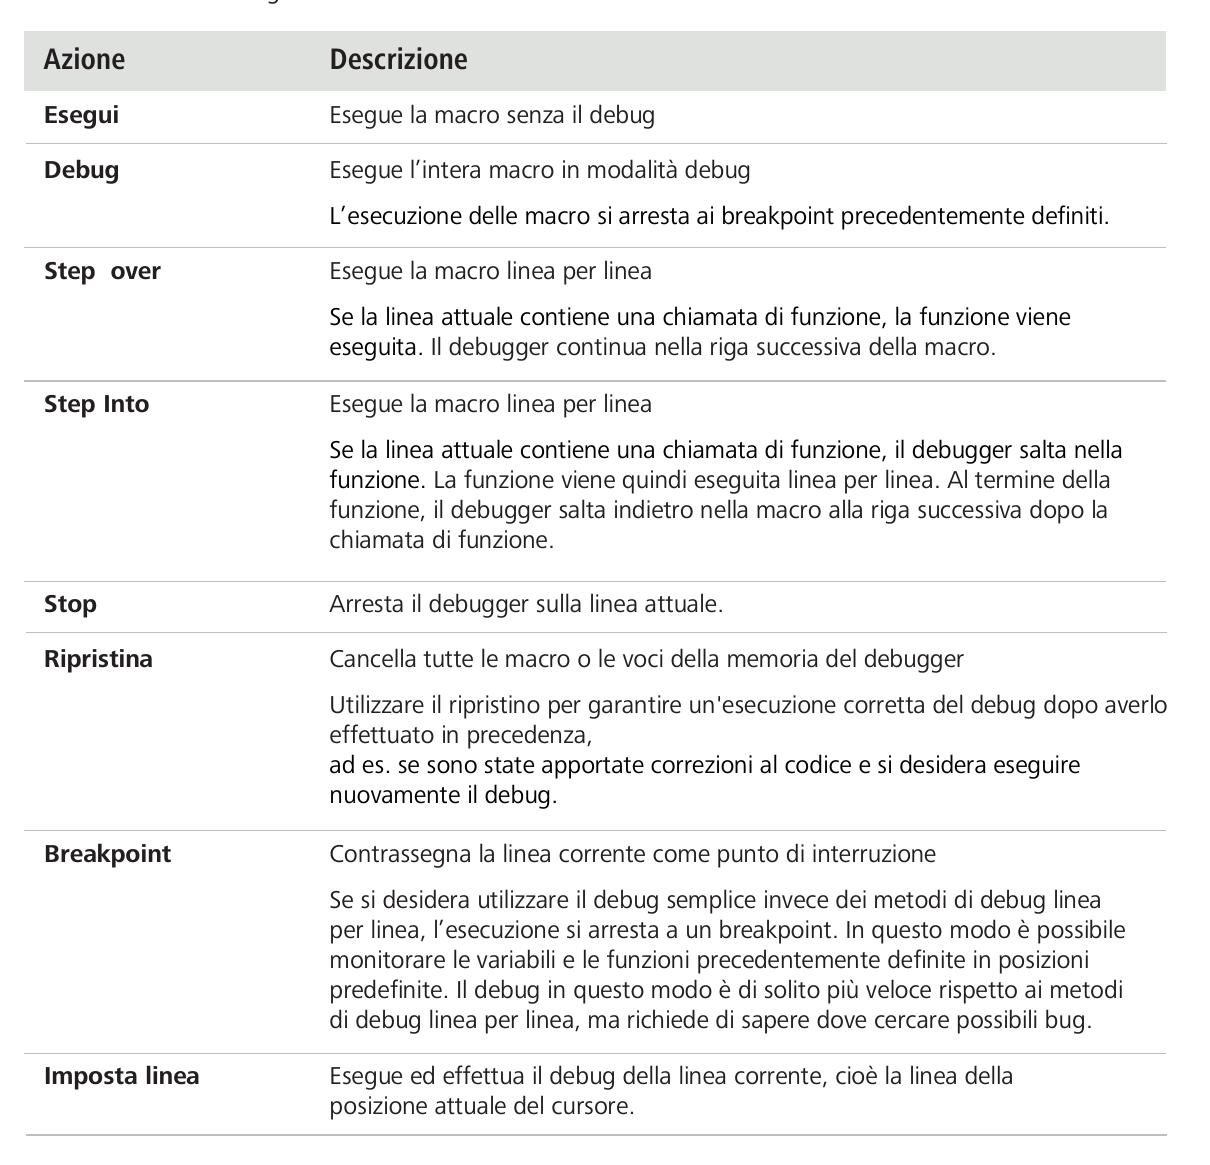 Azione Descrizione
Esegui Esegue la macro senza il debug
Debug Esegue l’intera macro in modalità debug
L’esecuzione delle macro si arresta ai breakpoint precedentemente definiti.
Step over Esegue la macro linea per linea
Se la linea attuale contiene una chiamata di funzione, la funzione viene
eseguita. Il debugger continua nella riga successiva della macro.
Step Into Esegue la macro linea per linea
Se la linea attuale contiene una chiamata di funzione, il debugger salta nella
funzione. La funzione viene quindi eseguita linea per linea. Al termine della
funzione, il debugger salta indietro nella macro alla riga successiva dopo la
chiamata di funzione.
Stop Arresta il debugger sulla linea attuale.
Ripristina Cancella tutte le macro o le voci della memoria del debugger
Utilizzare il ripristino per garantire un'esecuzione corretta del debug dopo averlo
effettuato in precedenza,
ad es. se sono state apportate correzioni al codice e si desidera eseguire
nuovamente il debug.
Breakpoint Contrassegna la linea corrente come punto di interruzione
Se si desidera utilizzare il debug semplice invece dei metodi di debug linea
per linea, l’esecuzione si arresta a un breakpoint. In questo modo è possibile
monitorare le variabili e le funzioni precedentemente definite in posizioni
predefinite. Il debug in questo modo è di solito più veloce rispetto ai metodi
di debug linea per linea, ma richiede di sapere dove cercare possibili bug.
Imposta linea Esegue ed effettua il debug della linea corrente, cioè la linea della
posizione attuale del cursore.